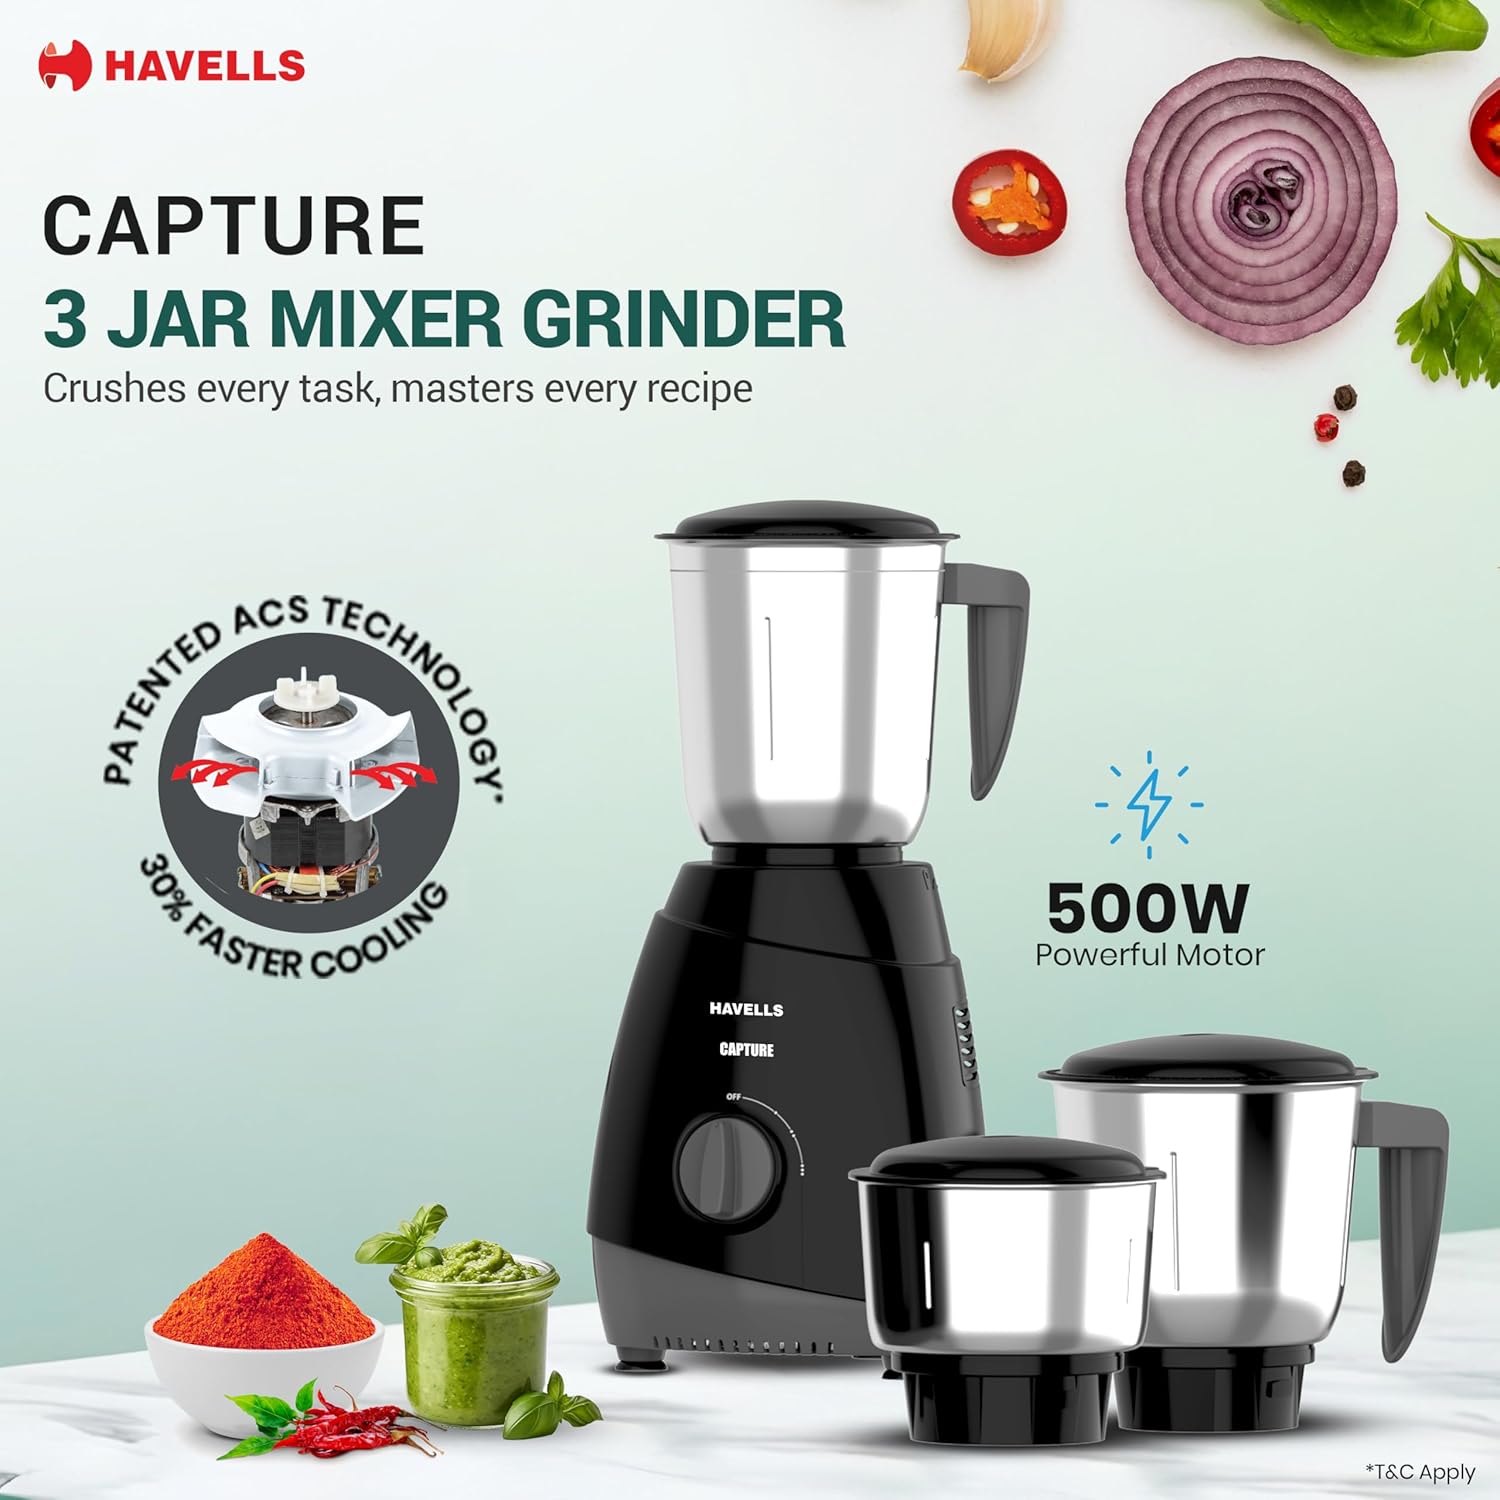 HAVELLS
CAPTURE
3 JAR MIXER GRINDER
Crushes every task, masters every recipe
PATENTED ACS TECHNOLOGY*
30% FASTER COOLING
500W
Powerful Motor
HAVELLS
CAPTURE
OFF
*T&C Apply